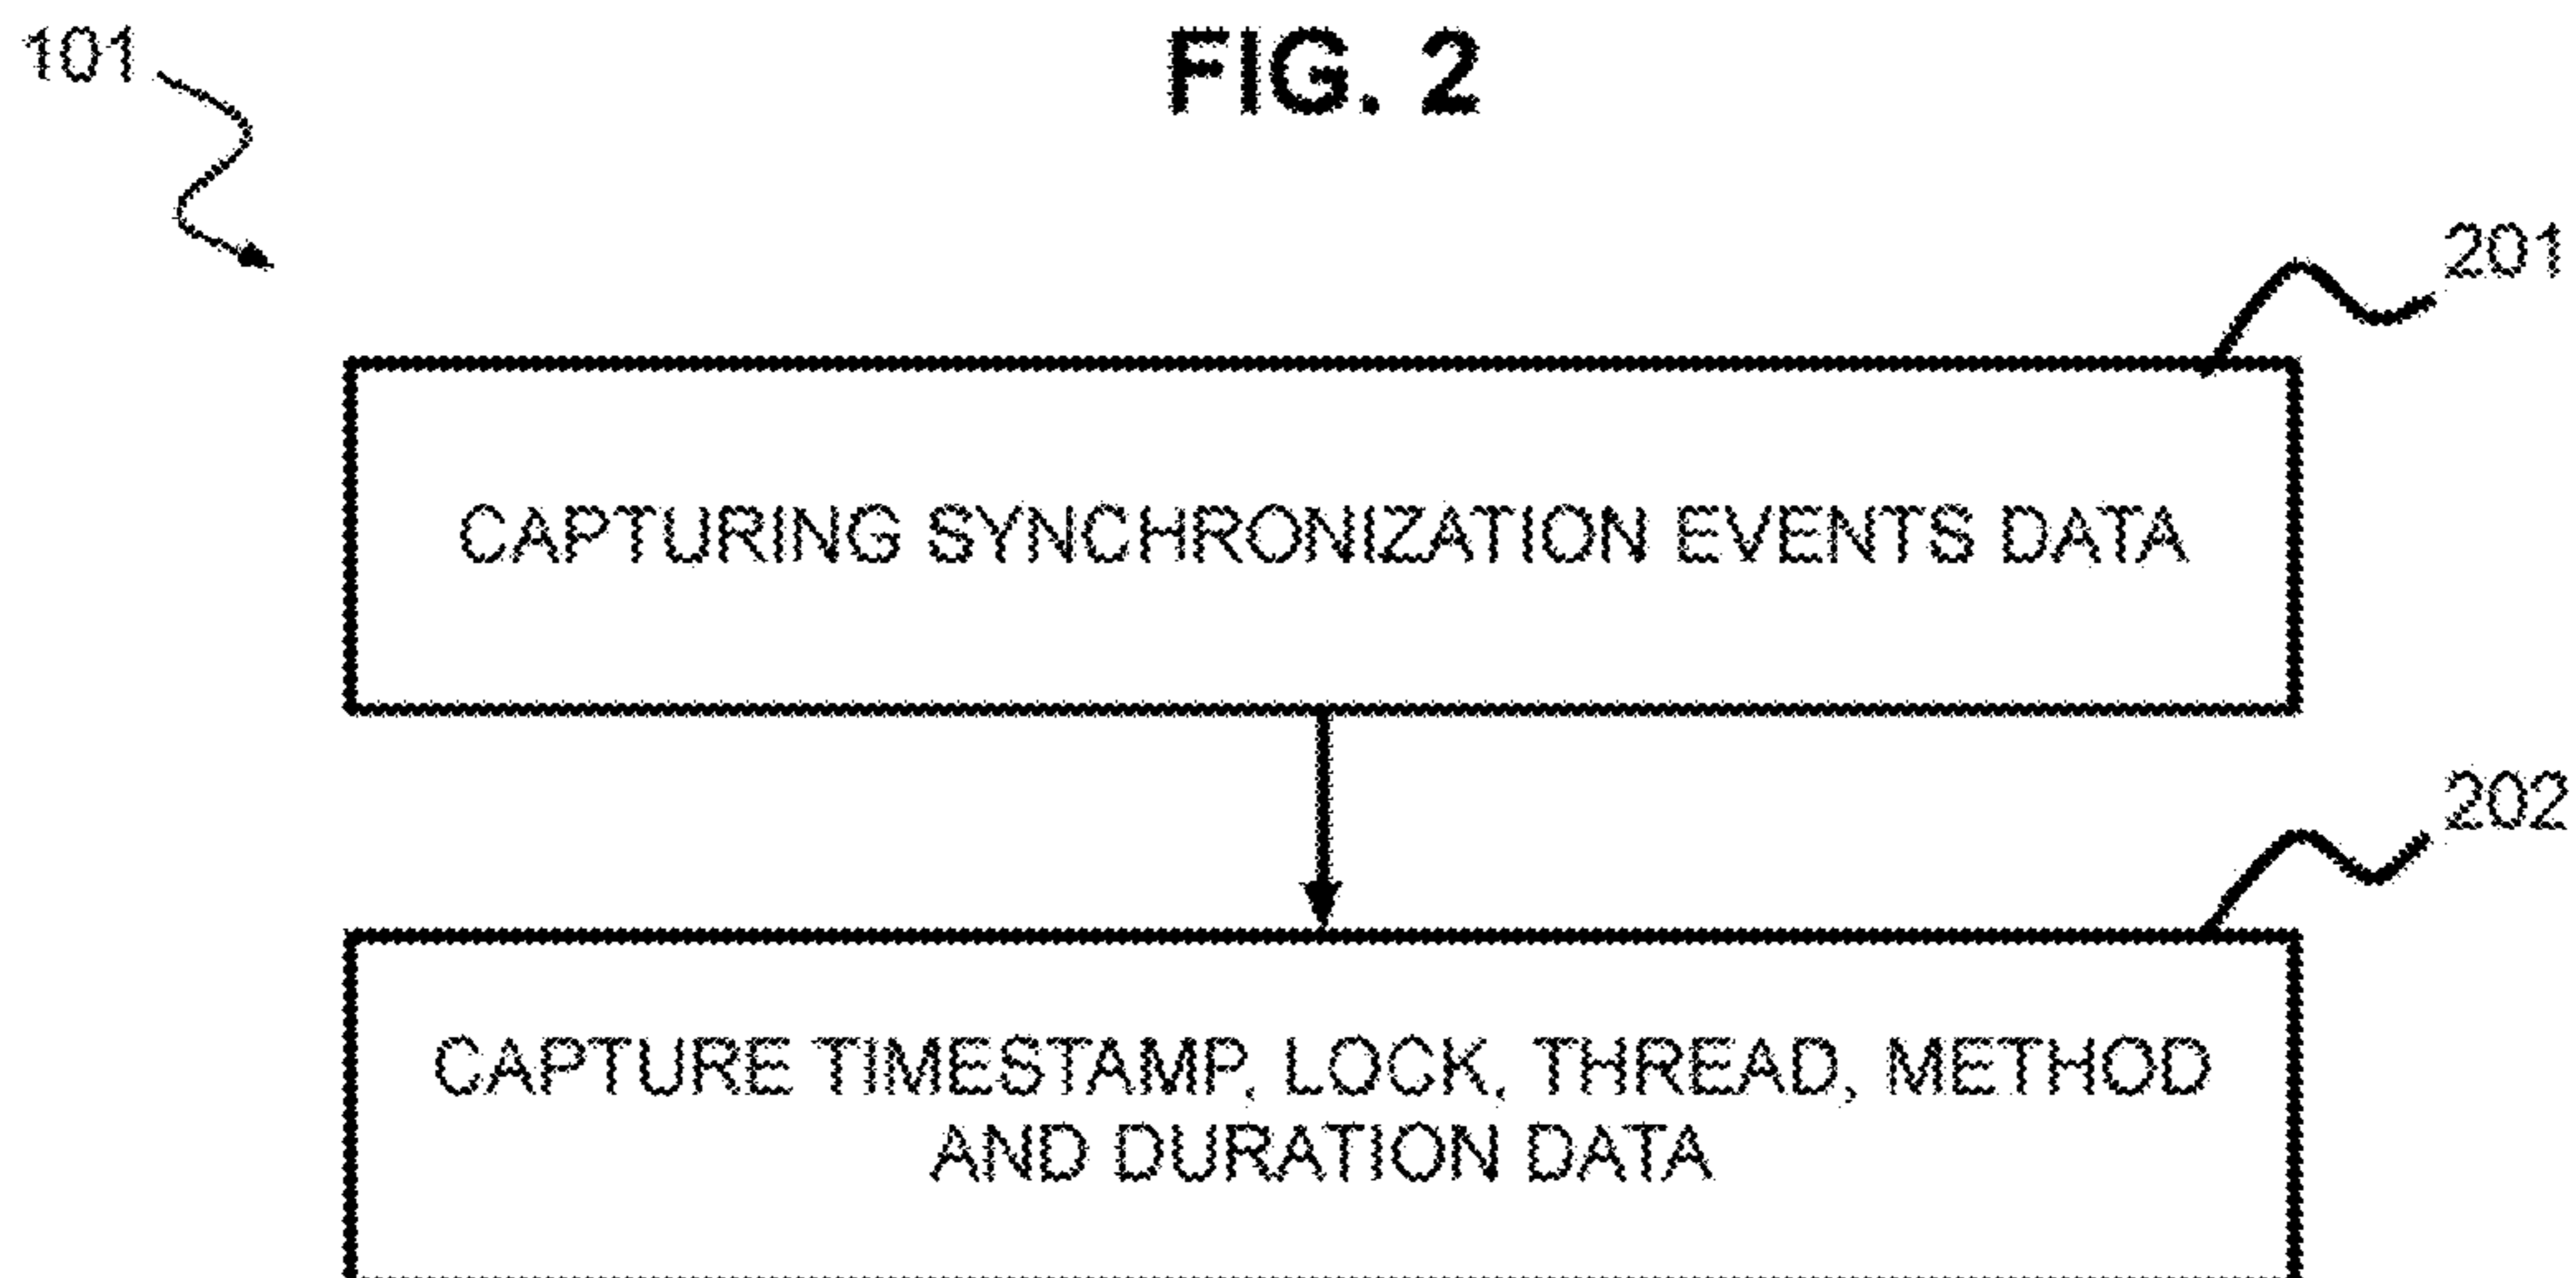 101
FIG. 2
201
CAPTURING SYNCHRONIZATION EVENTS DATA
202
CAPTURE TIMESTAMP, LOCK, THREAD, METHOD
AND DURATION DATA